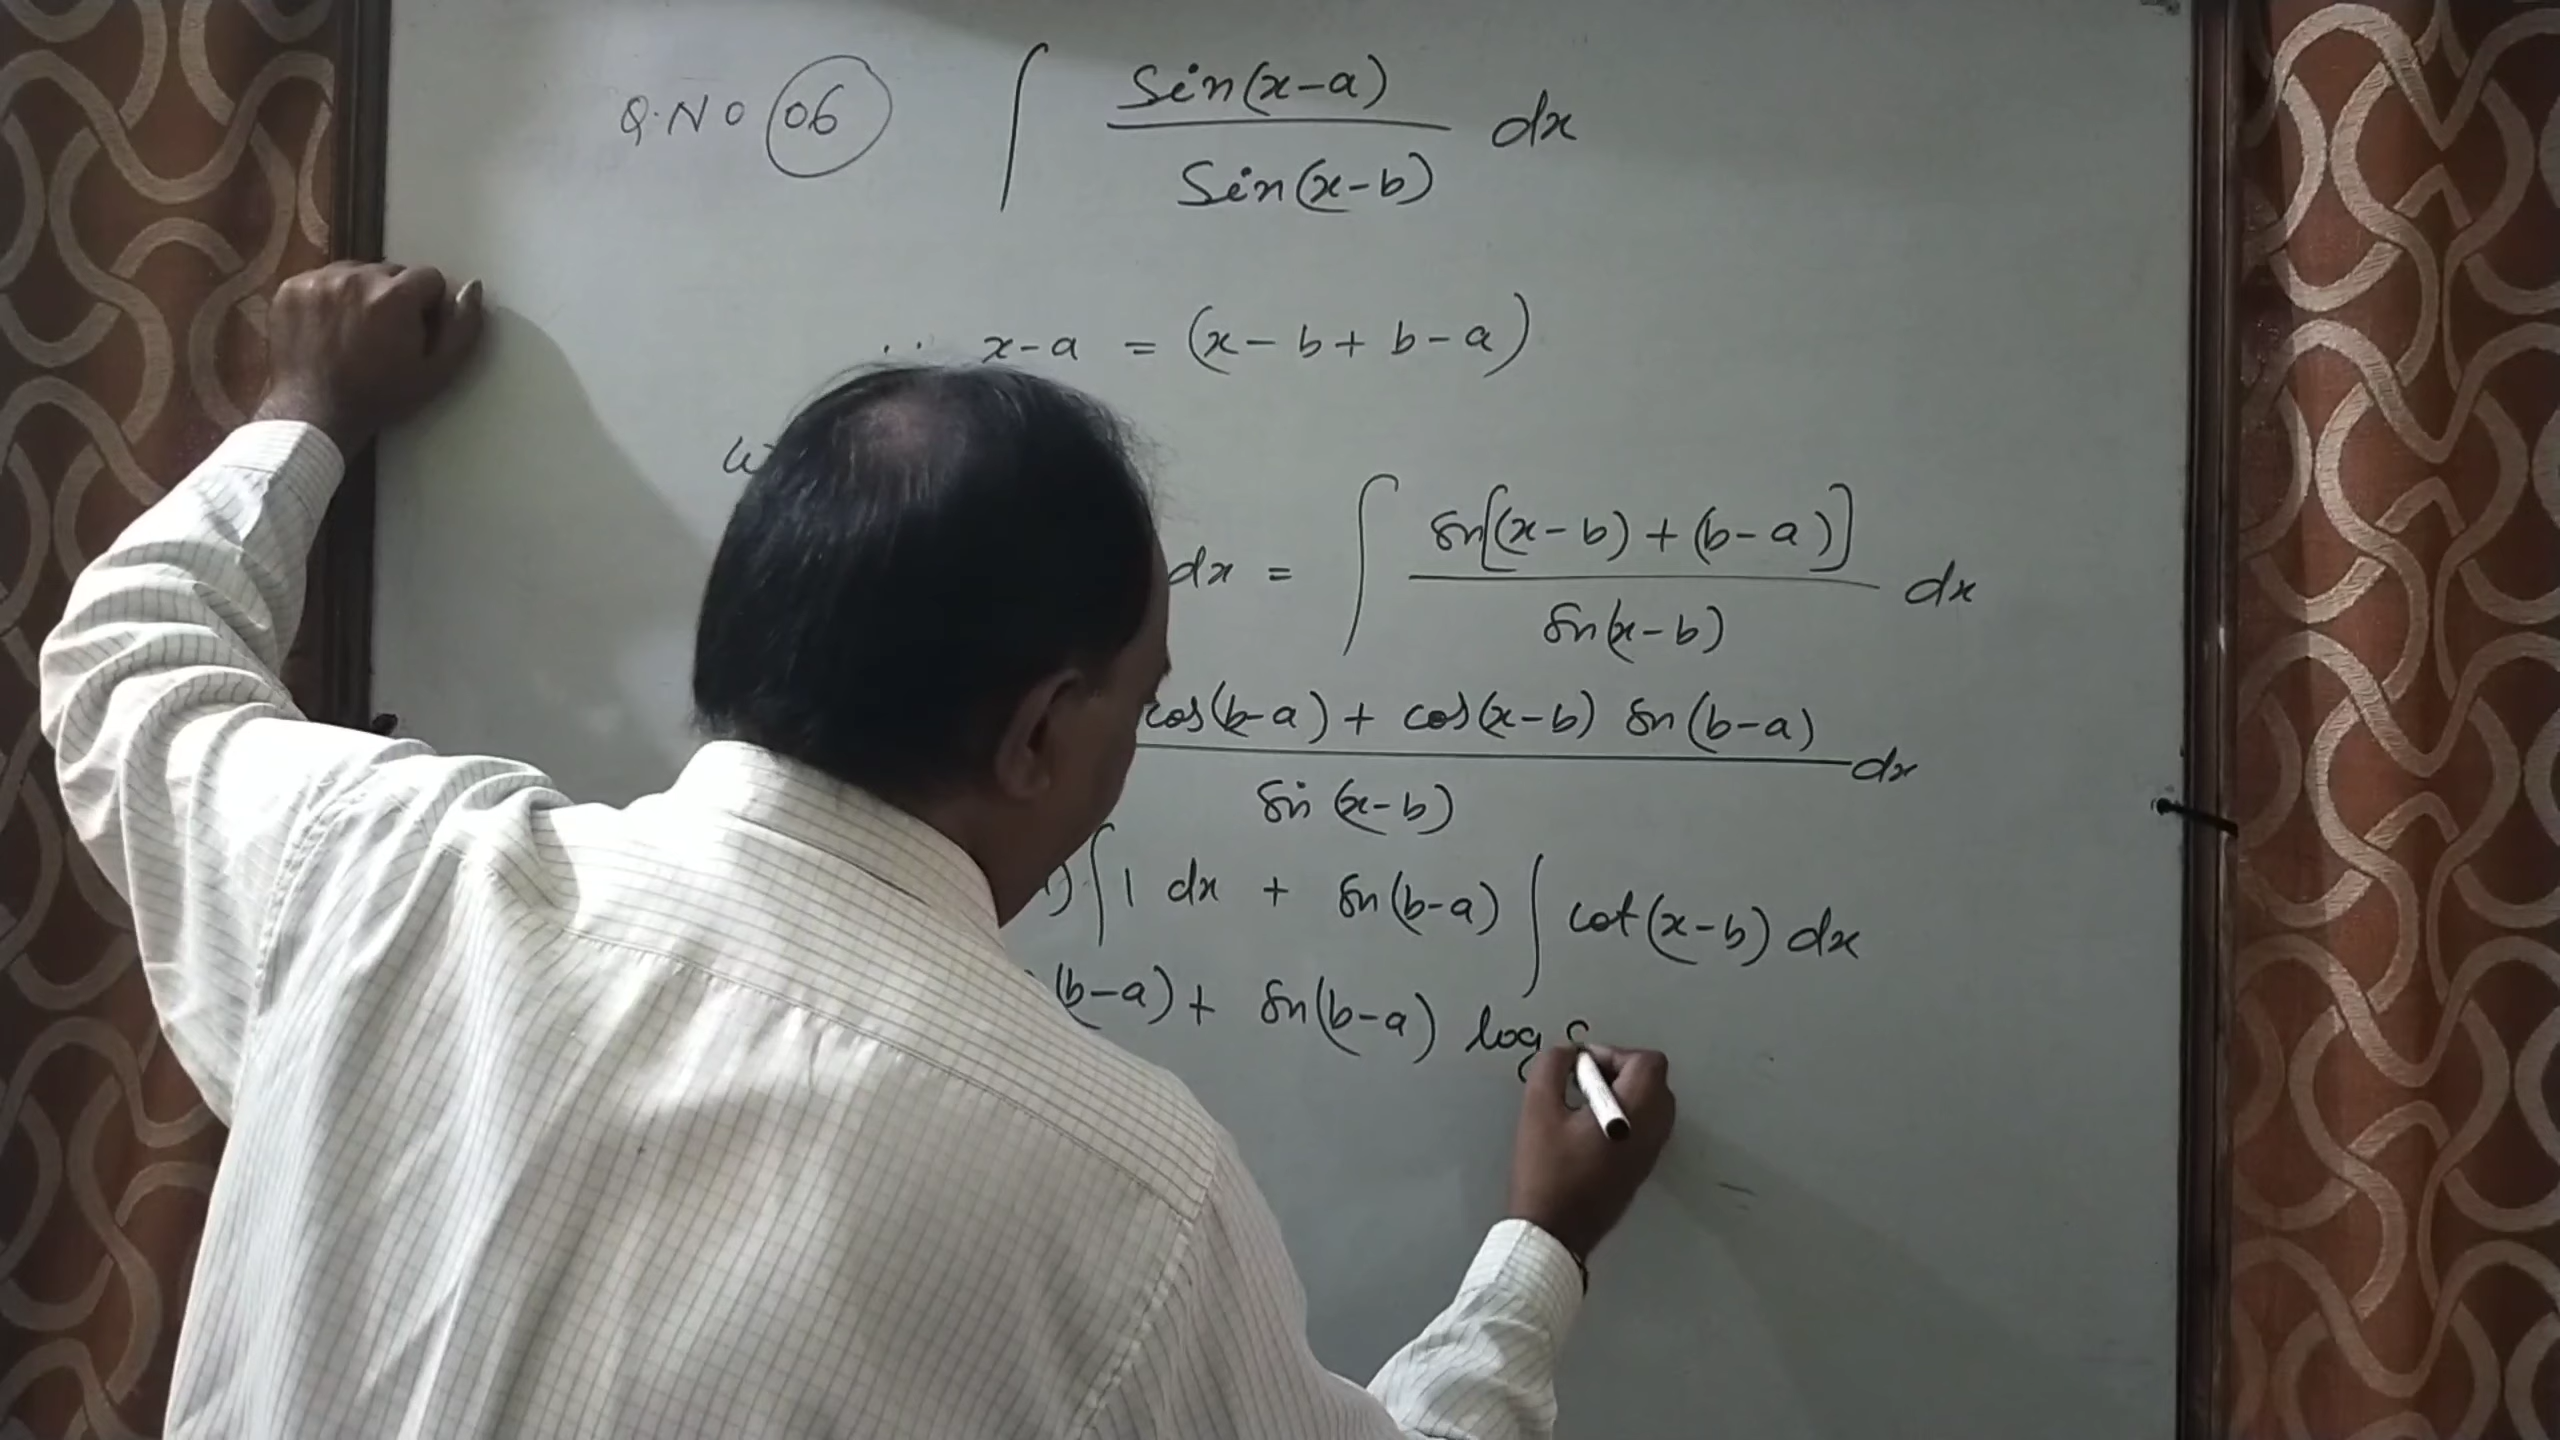 Q.NO 06 ∫ Sin(x-a) / Sin(x-b) dx
∵ x-a = (x-b+b-a)
dx = ∫ sin[(x-b)+(b-a)] / sin(x-b) dx
cos(b-a) + cos(x-b) sin(b-a) / sin(x-b) dx
) ∫ 1 dx + sin(b-a) ∫ cot(x-b) dx
(b-a) + sin(b-a) log